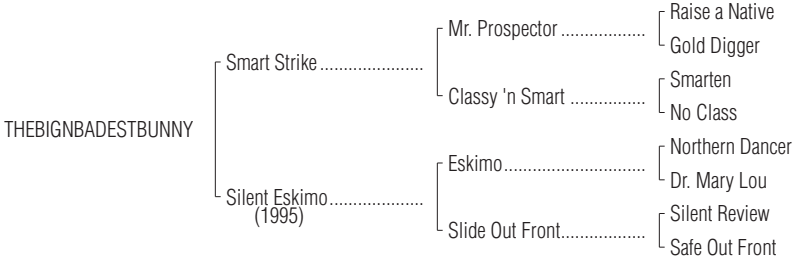 Raise a Native
Mr. Prospector ..................
Gold Digger
Smart Strike ......................
Smarten
Classy 'n Smart ................
No Class
THEBIGNBADESTBUNNY
Northern Dancer
Eskimo..............................
Dr. Mary Lou
Silent Eskimo....................
(1995)
Silent Review
Slide Out Front..................
Safe Out Front